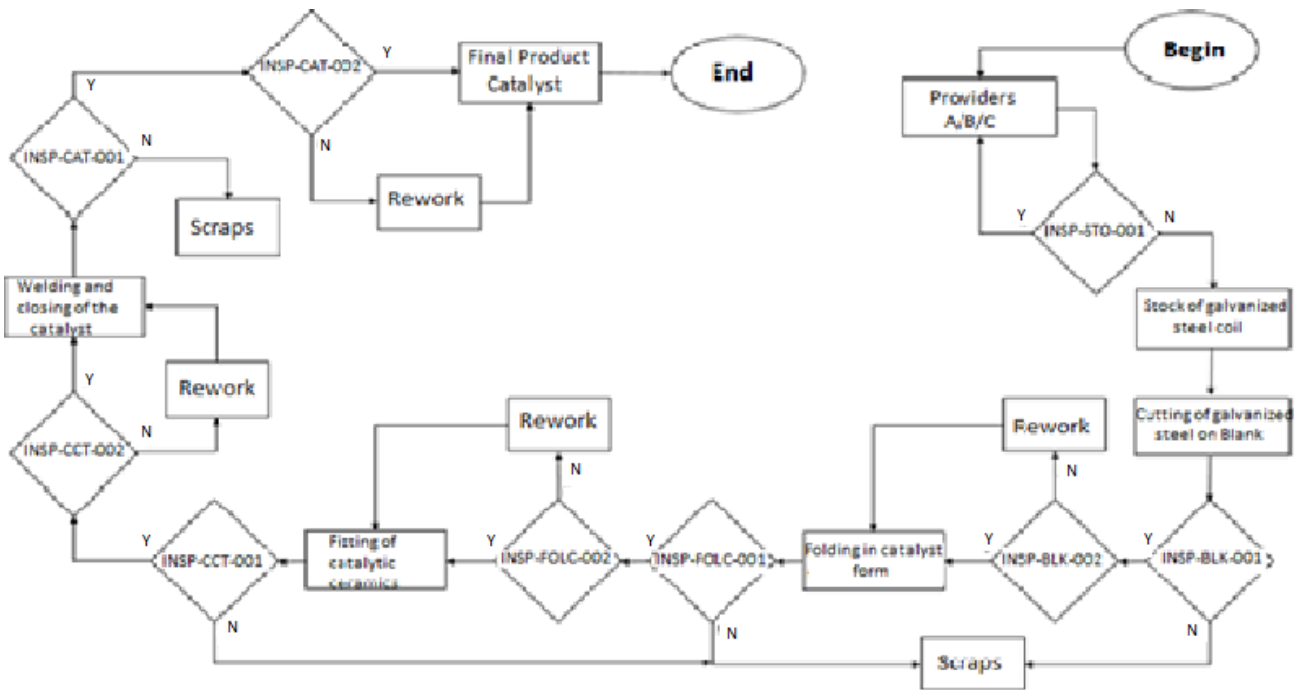 Y
INSP-CAT-002
Y
Final Product
Catalyst
End
Begin
Providers
A/B/C
INSP-CAT-001
N
N
Rework
Scraps
Y
INSP-STO-001
N
Welding and
closing of the
catalyst
Stock of galvanized
steel coil
Rework
Y
INSP-CCT-002
N
Rework
Rework
Cutting of galvanized
steel on Blank
N
N
Y
INSP-CCT-001
Fitting of
catalytic
ceramics
Y
INSP-FOLC-002
Y
INSP-FOLC-001
Folding in catalyst
form
Y
INSP-BLK-002
Y
INSP-BLK-001
N
N
N
Scraps